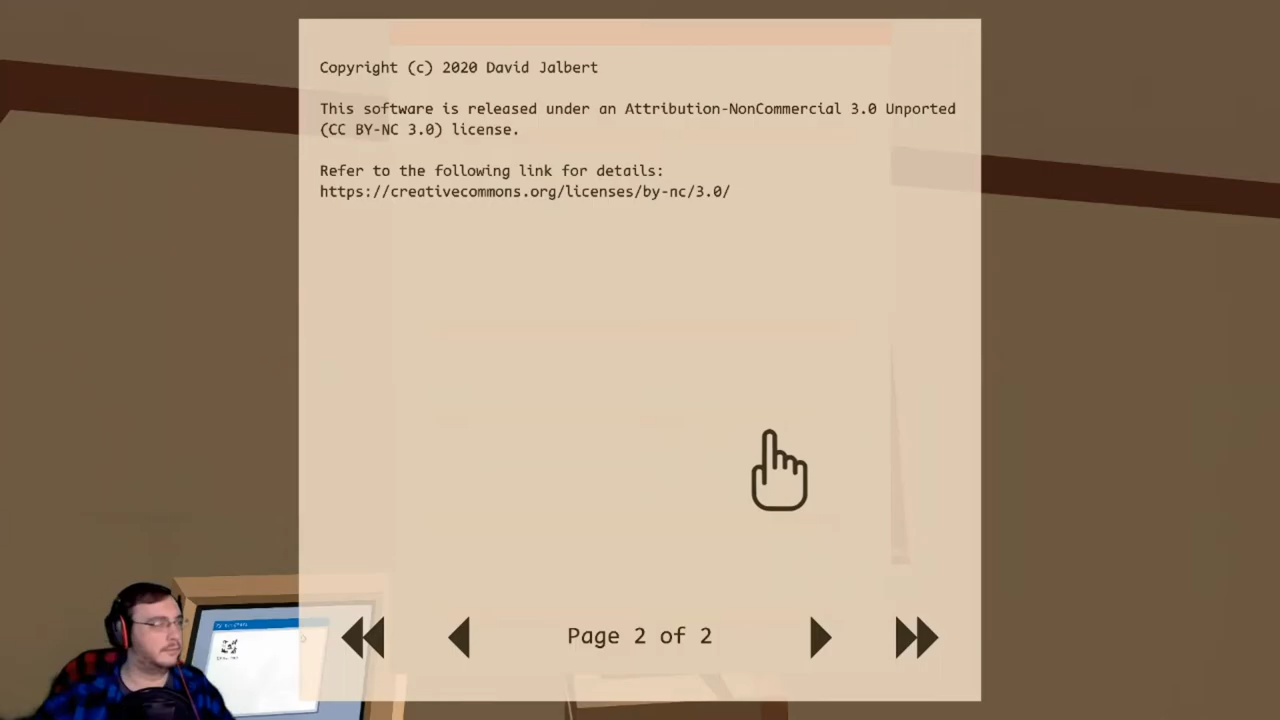 Copyright (c) 2020 David Jalbert
This software is released under an Attribution-NonCommercial 3.0 Unported
(CC BY-NC 3.0) license.
Refer to the following link for details:
https://creativecommons.org/licenses/by-nc/3.0/
Page 2 of 2